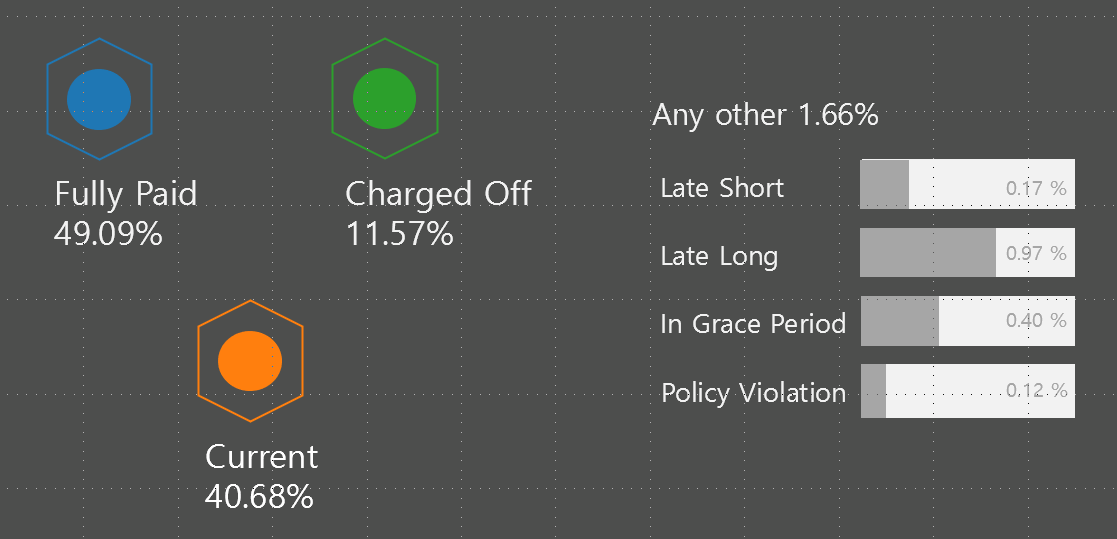 Fully Paid
49.09%
Charged Off
11.57%
Current
40.68%
Any other 1.66%
Late Short 0.17 %
Late Long 0.97 %
In Grace Period 0.40 %
Policy Violation 0.12 %